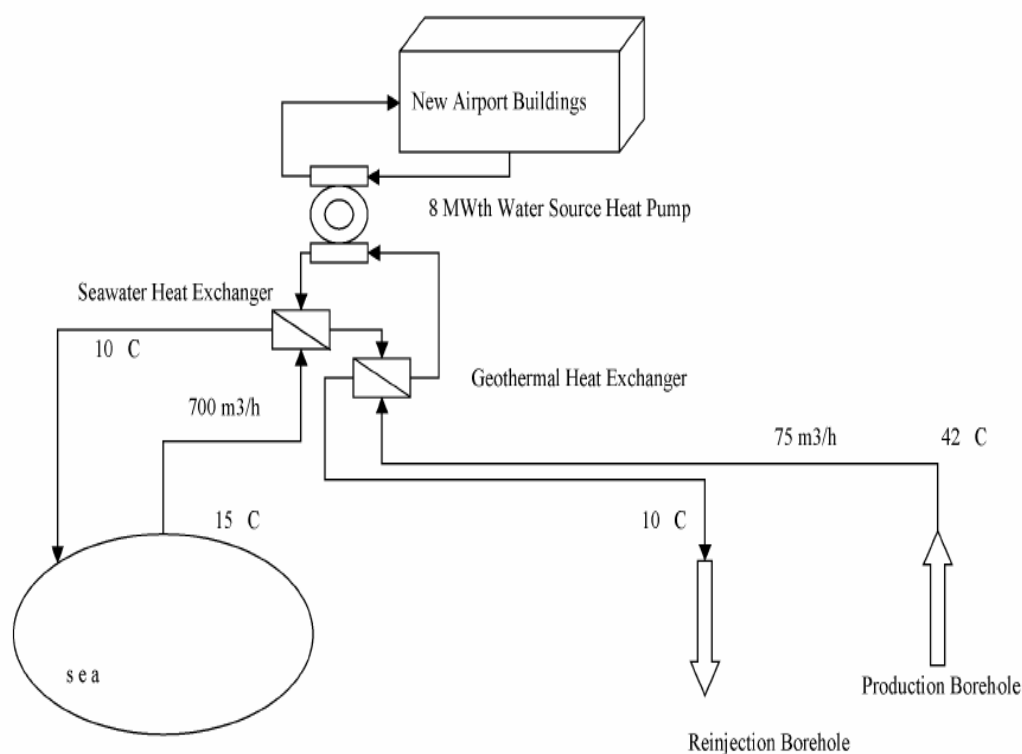 New Airport Buildings
8 MWth Water Source Heat Pump
Seawater Heat Exchanger
10 C
Geothermal Heat Exchanger
700 m3/h
75 m3/h
42 C
15 C
10 C
sea
Production Borehole
Reinjection Borehole